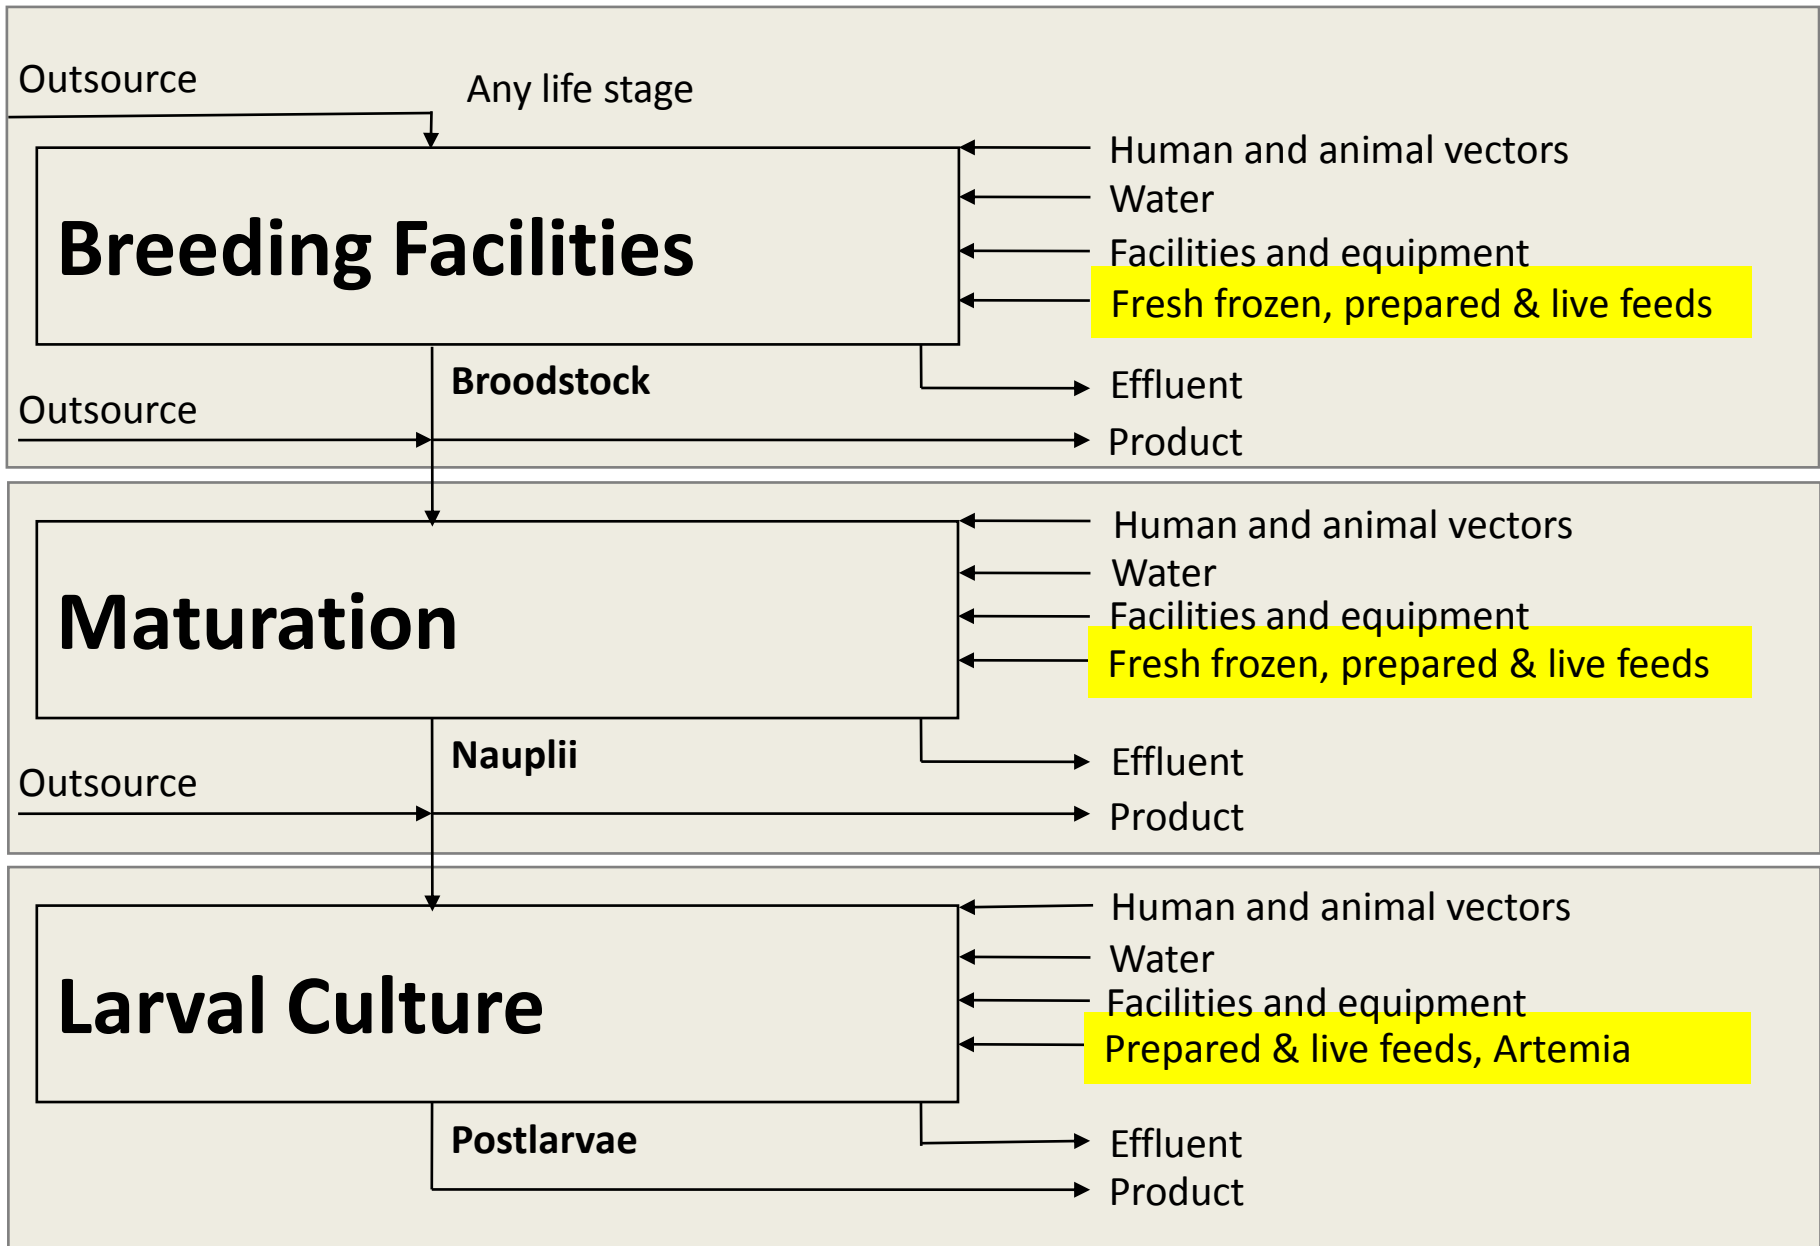 Outsource
Any life stage
Human and animal vectors
Water
Breeding Facilities
Facilities and equipment
Fresh frozen, prepared & live feeds
Broodstock
Effluent
Outsource
Product
Human and animal vectors
Water
Maturation
Facilities and equipment
Fresh frozen, prepared & live feeds
Nauplii
Effluent
Outsource
Product
Human and animal vectors
Water
Larval Culture
Facilities and equipment
Prepared & live feeds, Artemia
Postlarvae
Effluent
Product